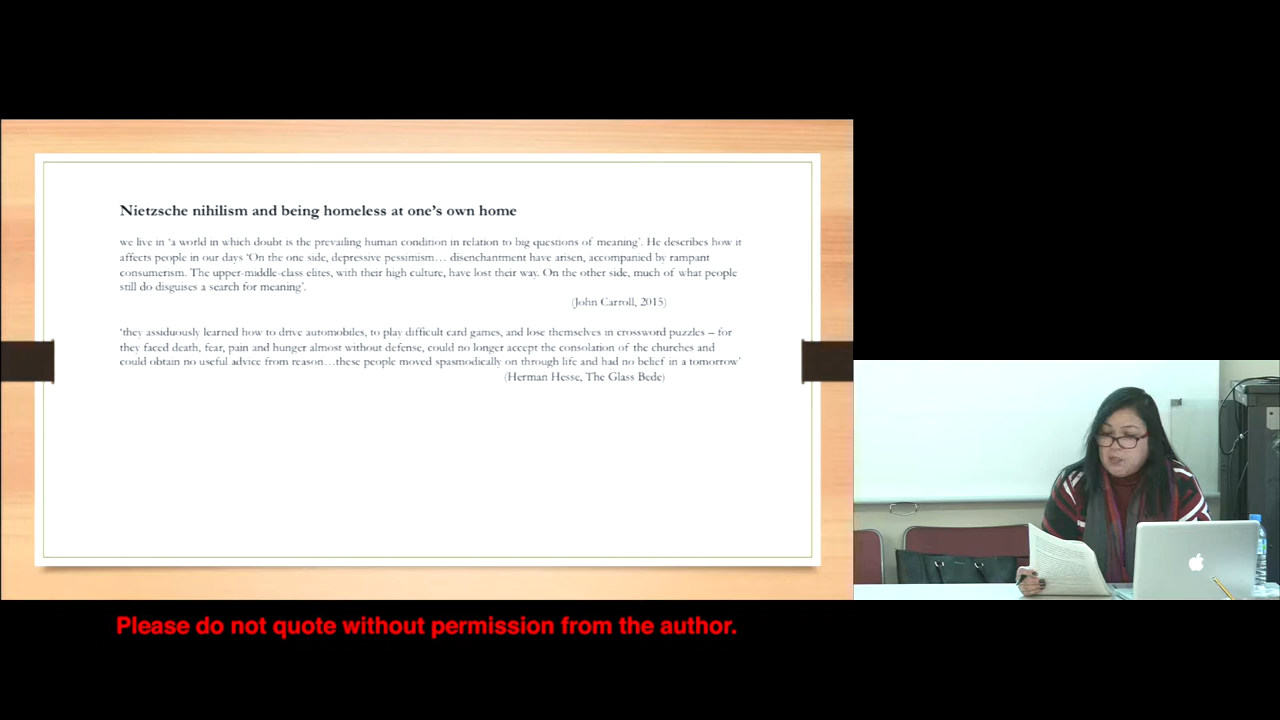 Nietzsche nihilism and being homeless at one's own home
we live in 'a world in which doubt is the prevailing human condition in relation to big questions of meaning'. He describes how it
affects people in our days 'On the one side, depressive pessimism… disenchantment have arisen, accompanied by rampant
consumerism. The upper-middle-class elites, with their high culture, have lost their way. On the other side, much of what people
still do disguises a search for meaning'.
(John Carroll, 2015)
'they assiduously learned how to drive automobiles, to play difficult card games, and lose themselves in crossword puzzles – for
they faced death, fear, pain and hunger almost without defense, could no longer accept the consolation of the churches and
could obtain no useful advice from reason…these people moved spasmodically on through life and had no belief in a tomorrow'
(Herman Hesse, The Glass Bede)
Please do not quote without permission from the author.